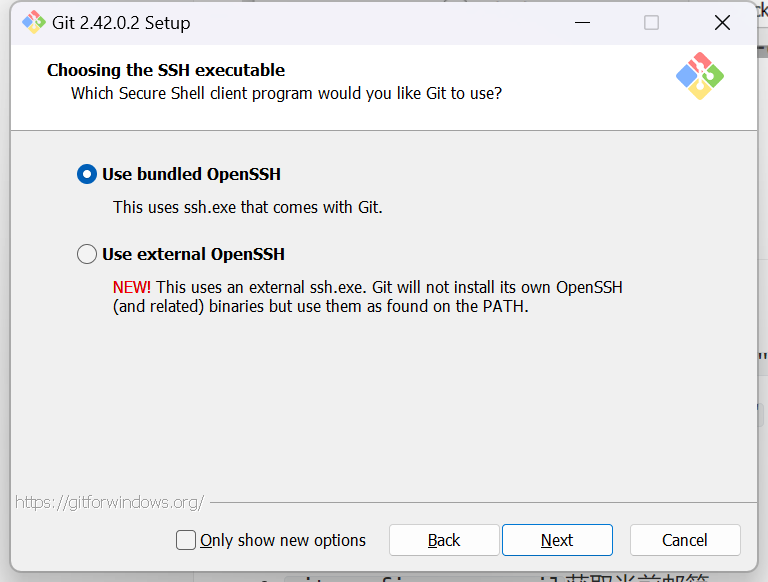 Git 2.42.0.2 Setup
Choosing the SSH executable
Which Secure Shell client program would you like Git to use?
Use bundled OpenSSH
This uses ssh.exe that comes with Git.
Use external OpenSSH
NEW! This uses an external ssh.exe. Git will not install its own OpenSSH
(and related) binaries but use them as found on the PATH.
https://gitforwindows.org/
Only show new options
Back
Next
Cancel